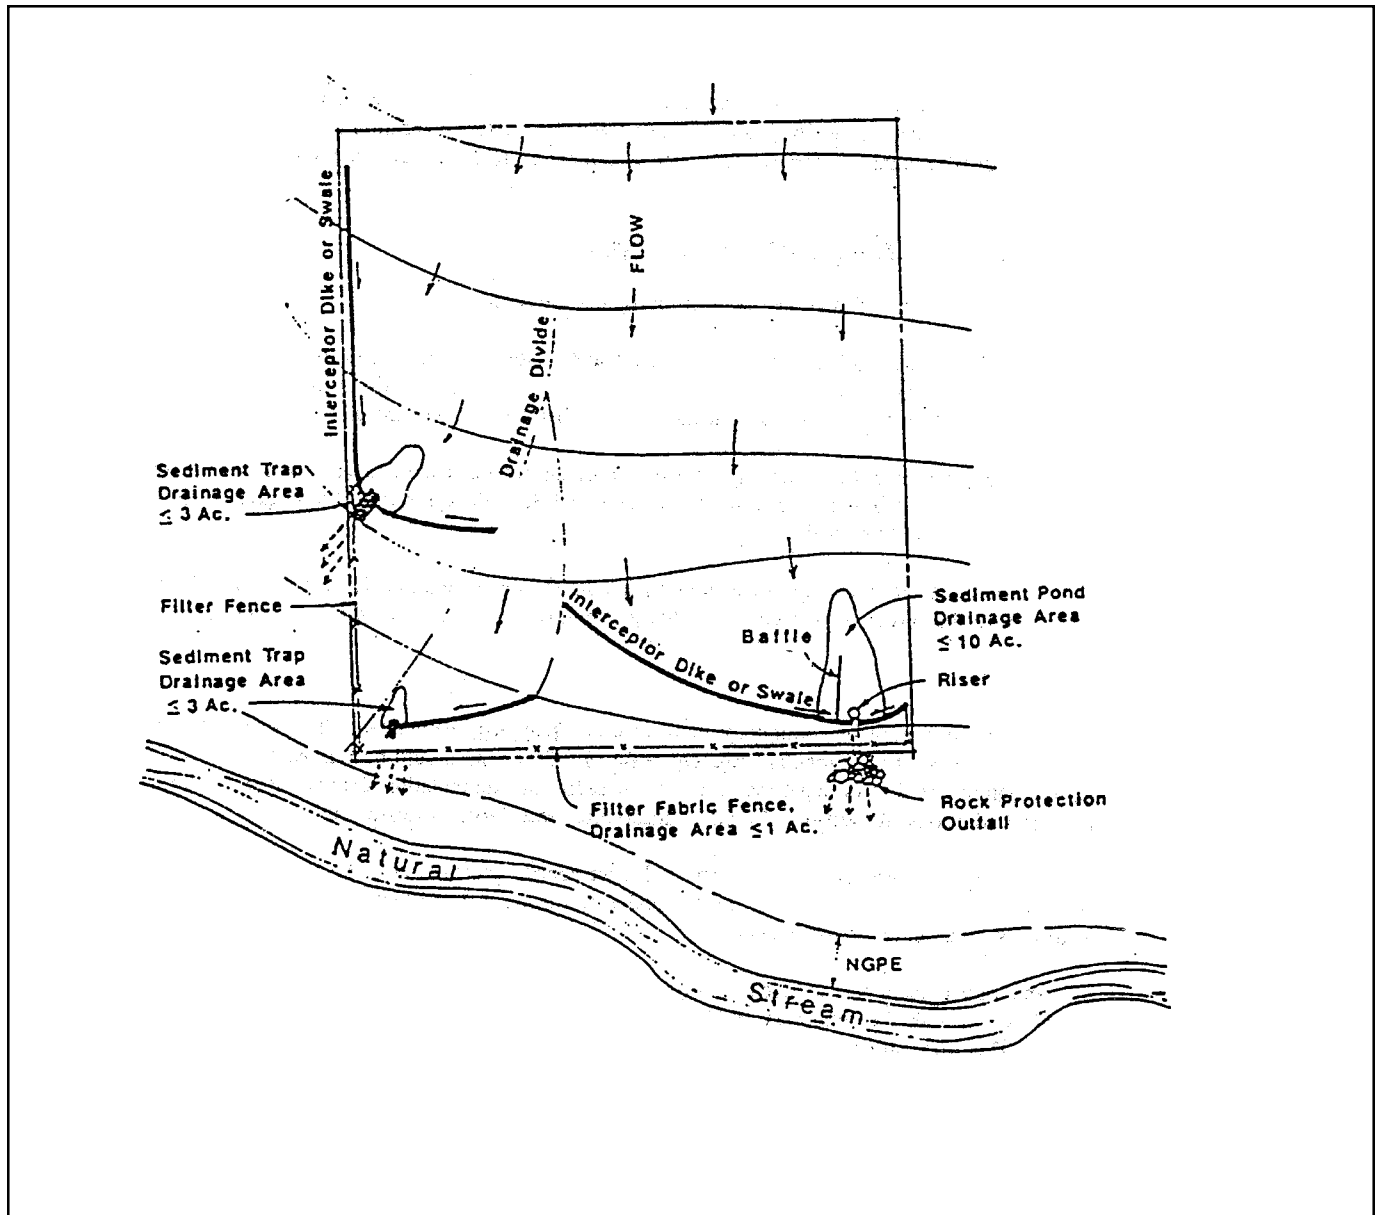 Interceptor Dike or Swale
FLOW
Drainage Divide
Sediment Trap
Drainage Area
≤ 3 Ac.
Filter Fence
Sediment Trap
Drainage Area
≤ 3 Ac.
Interceptor Dike or Swale
Baffle
Sediment Pond
Drainage Area
≤ 10 Ac.
Riser
Filter Fabric Fence.
Drainage Area ≤1 Ac.
Rock Protection
Outfall
Natural
NGPE
Stream